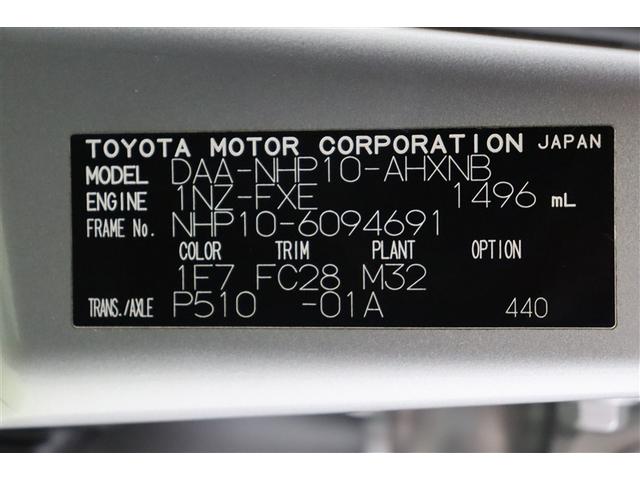 TOYOTA MOTOR CORPORATION JAPAN
MODEL DAA-NHP10-AHXNB
ENGINE 1NZ-FXE 1496 mL
FRAME No. NHP10-6094691
COLOR TRIM PLANT OPTION
1F7 FC28 M32
TRANS./AXLE P510 -01A 440